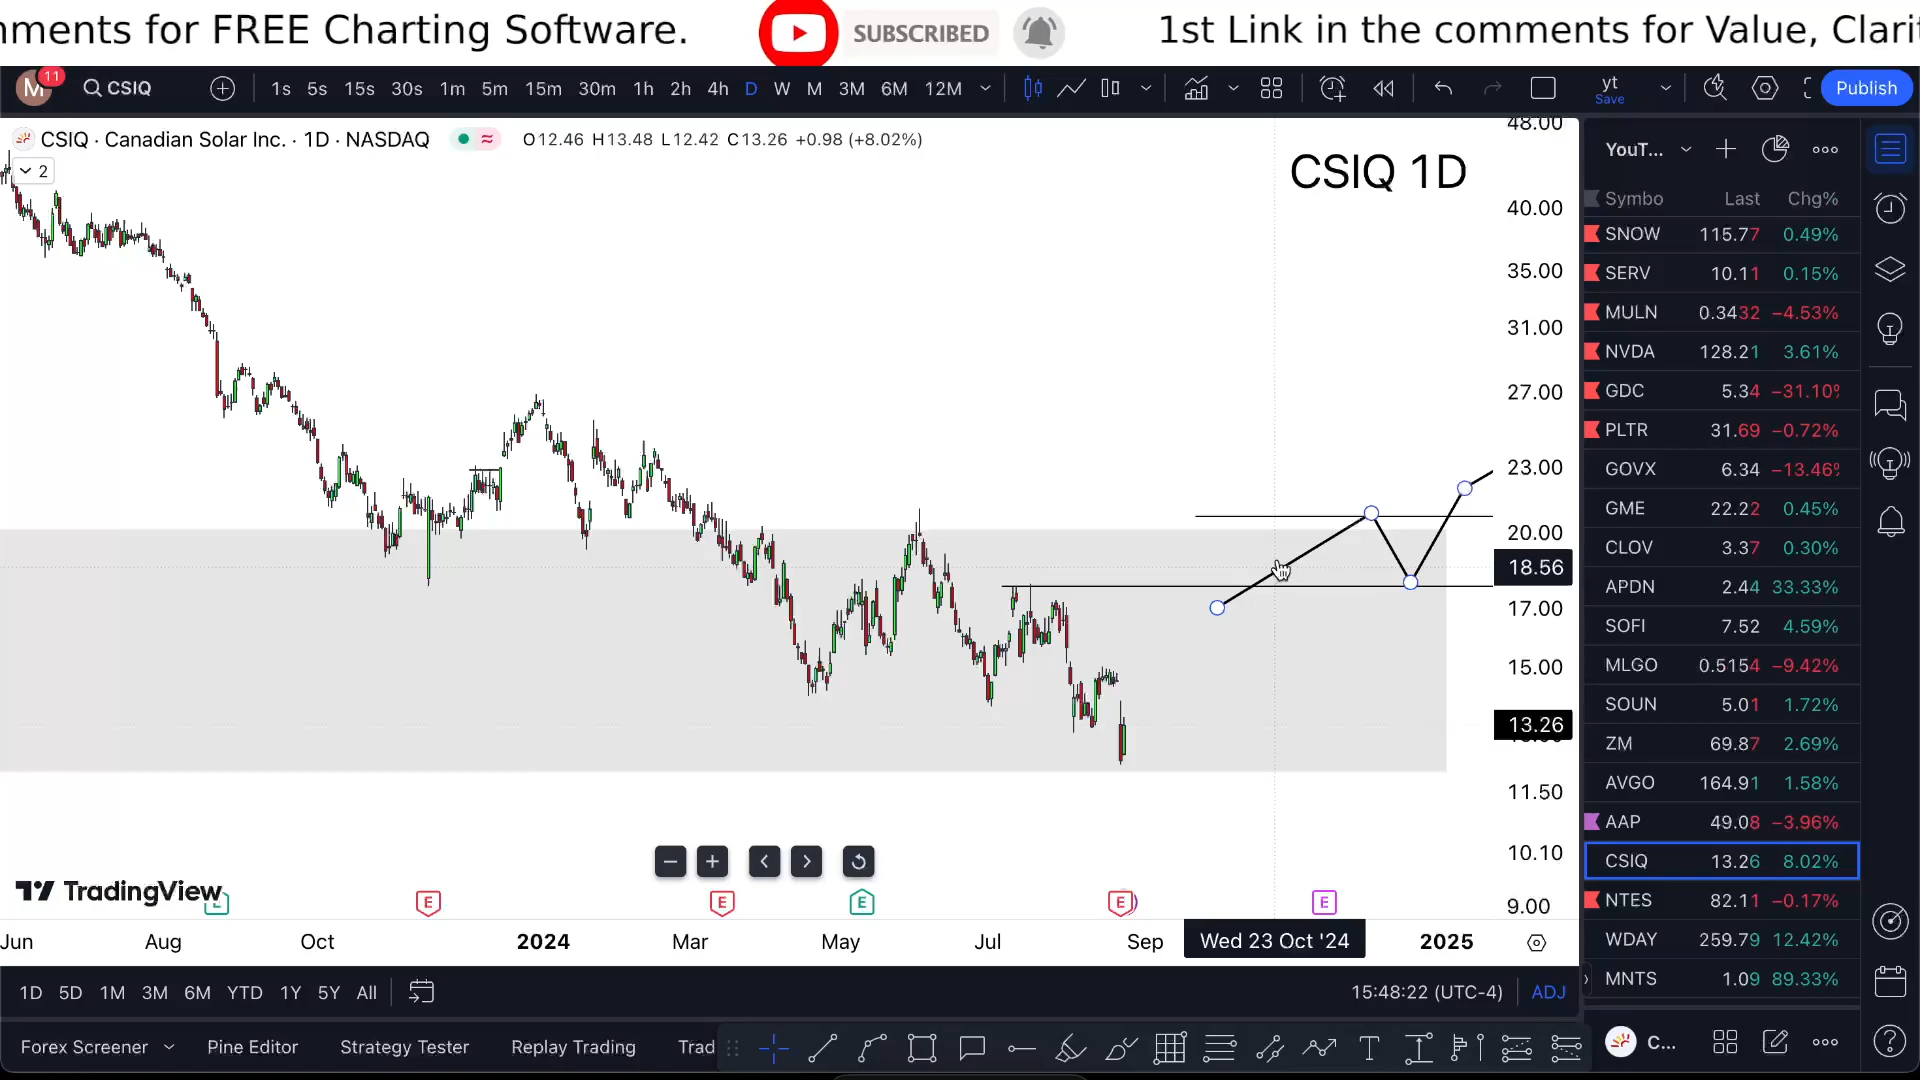 mments for FREE Charting Software.
SUBSCRIBED
1st Link in the comments for Value, Clari
M
11
CSIQ
1s 5s 15s 30s 1m 5m 15m 30m 1h 2h 4h D W M 3M 6M 12M
yt
Save
Publish
CSIQ · Canadian Solar Inc. · 1D · NASDAQ
O12.46 H13.48 L12.42 C13.26 +0.98 (+8.02%)
2
CSIQ 1D
48.00
40.00
35.00
31.00
27.00
23.00
20.00
18.56
17.00
15.00
13.26
11.50
10.10
9.00
TradingView
E
E
E
E
E
Jun Aug Oct 2024 Mar May Jul Sep Wed 23 Oct '24 2025
YouT...
Symbo Last Chg%
SNOW 115.77 0.49%
SERV 10.11 0.15%
MULN 0.3432 −4.53%
NVDA 128.21 3.61%
GDC 5.34 −31.10%
PLTR 31.69 −0.72%
GOVX 6.34 −13.46%
GME 22.22 0.45%
CLOV 3.37 0.30%
APDN 2.44 33.33%
SOFI 7.52 4.59%
MLGO 0.5154 −9.42%
SOUN 5.01 1.72%
ZM 69.87 2.69%
AVGO 164.91 1.58%
AAP 49.08 −3.96%
CSIQ 13.26 8.02%
NTES 82.11 −0.17%
WDAY 259.79 12.42%
MNTS 1.09 89.33%
1D 5D 1M 3M 6M YTD 1Y 5Y All
15:48:22 (UTC-4) ADJ
Forex Screener Pine Editor Strategy Tester Replay Trading Trad
C...